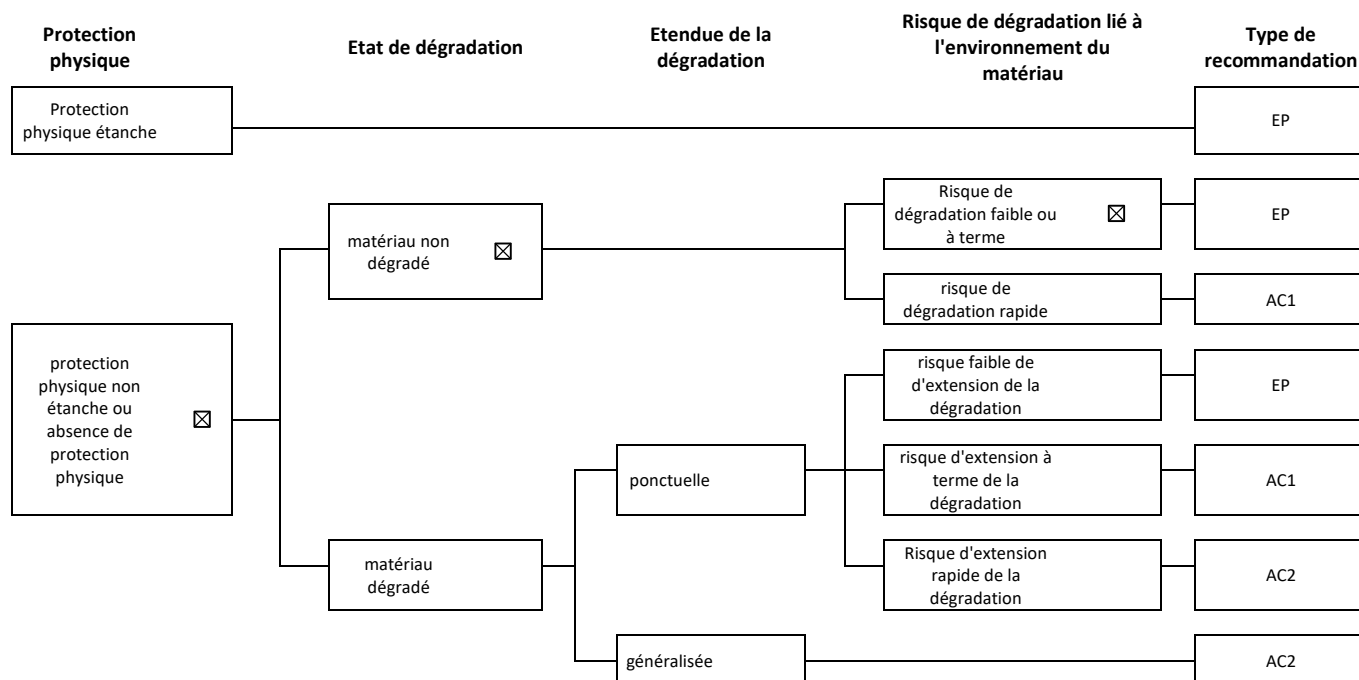 Protection
physique
Etat de dégradation
Etendue de la
dégradation
Risque de dégradation lié à
l'environnement du
matériau
Type de
recommandation
Protection
physique étanche
EP
protection
physique non
étanche ou
absence de
protection
physique
matériau non
dégradé
Risque de
dégradation faible ou
à terme
EP
risque de
dégradation rapide
AC1
matériau
dégradé
ponctuelle
risque faible de
d'extension de la
dégradation
EP
risque d'extension à
terme de la
dégradation
AC1
Risque d'extension
rapide de la
dégradation
AC2
généralisée
AC2